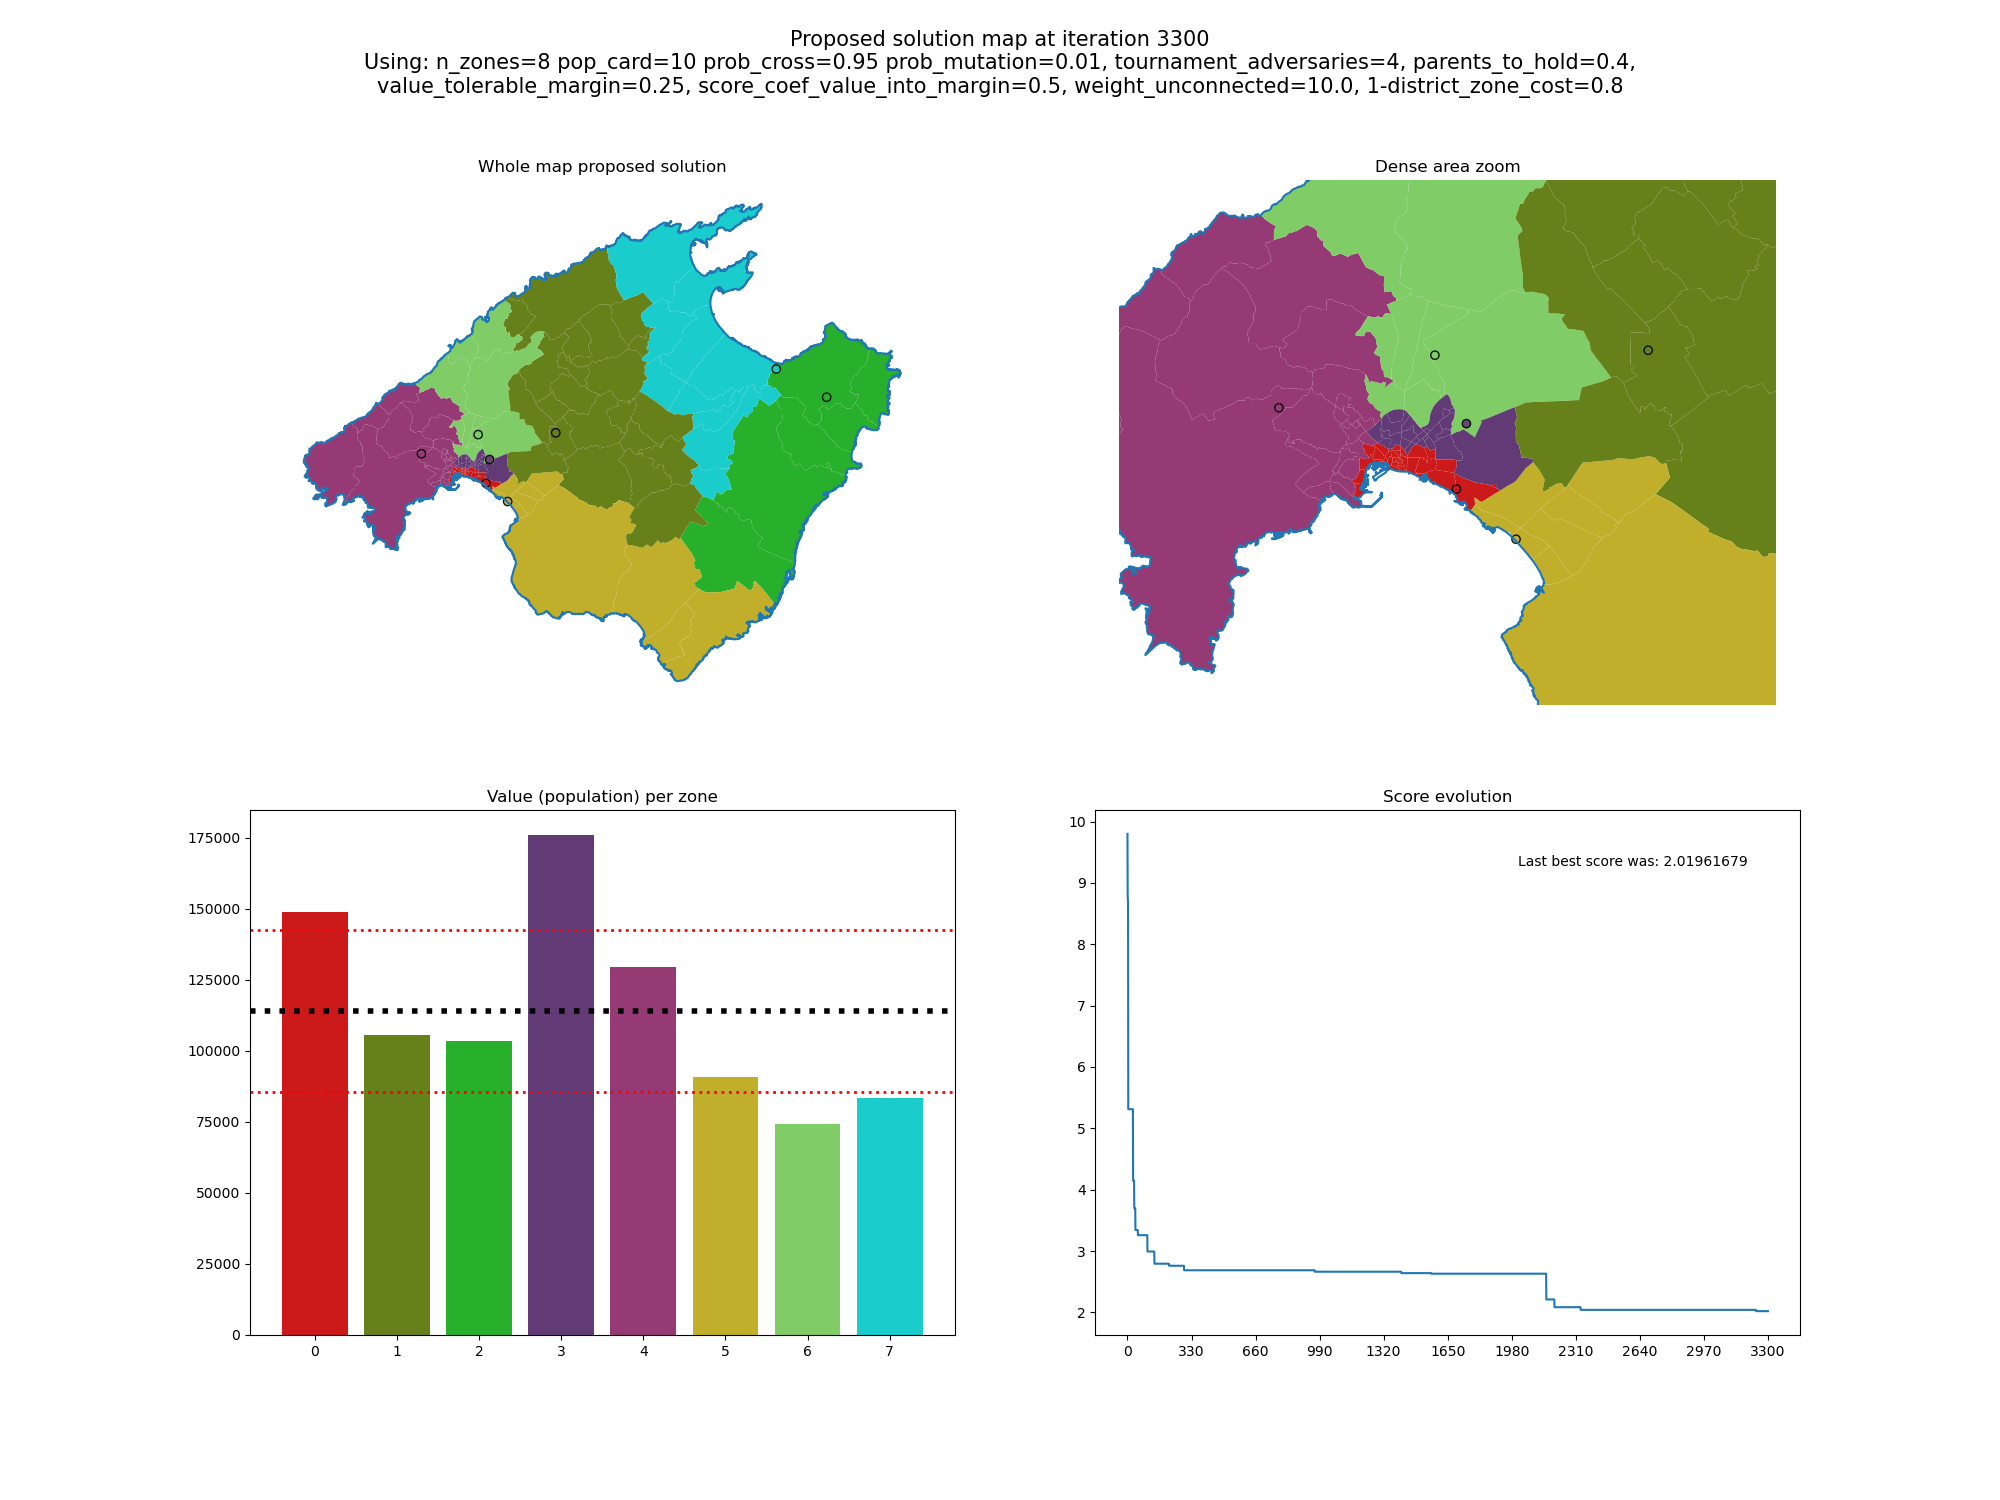 Proposed solution map at iteration 3300
Using: n_zones=8 pop_card=10 prob_cross=0.95 prob_mutation=0.01, tournament_adversaries=4, parents_to_hold=0.4,
value_tolerable_margin=0.25, score_coef_value_into_margin=0.5, weight_unconnected=10.0, 1-district_zone_cost=0.8
Whole map proposed solution
Dense area zoom
Value (population) per zone
175000
150000
125000
100000
75000
50000
25000
0
0 1 2 3 4 5 6 7
Score evolution
Last best score was: 2.01961679
10
9
8
7
6
5
4
3
2
0 330 660 990 1320 1650 1980 2310 2640 2970 3300